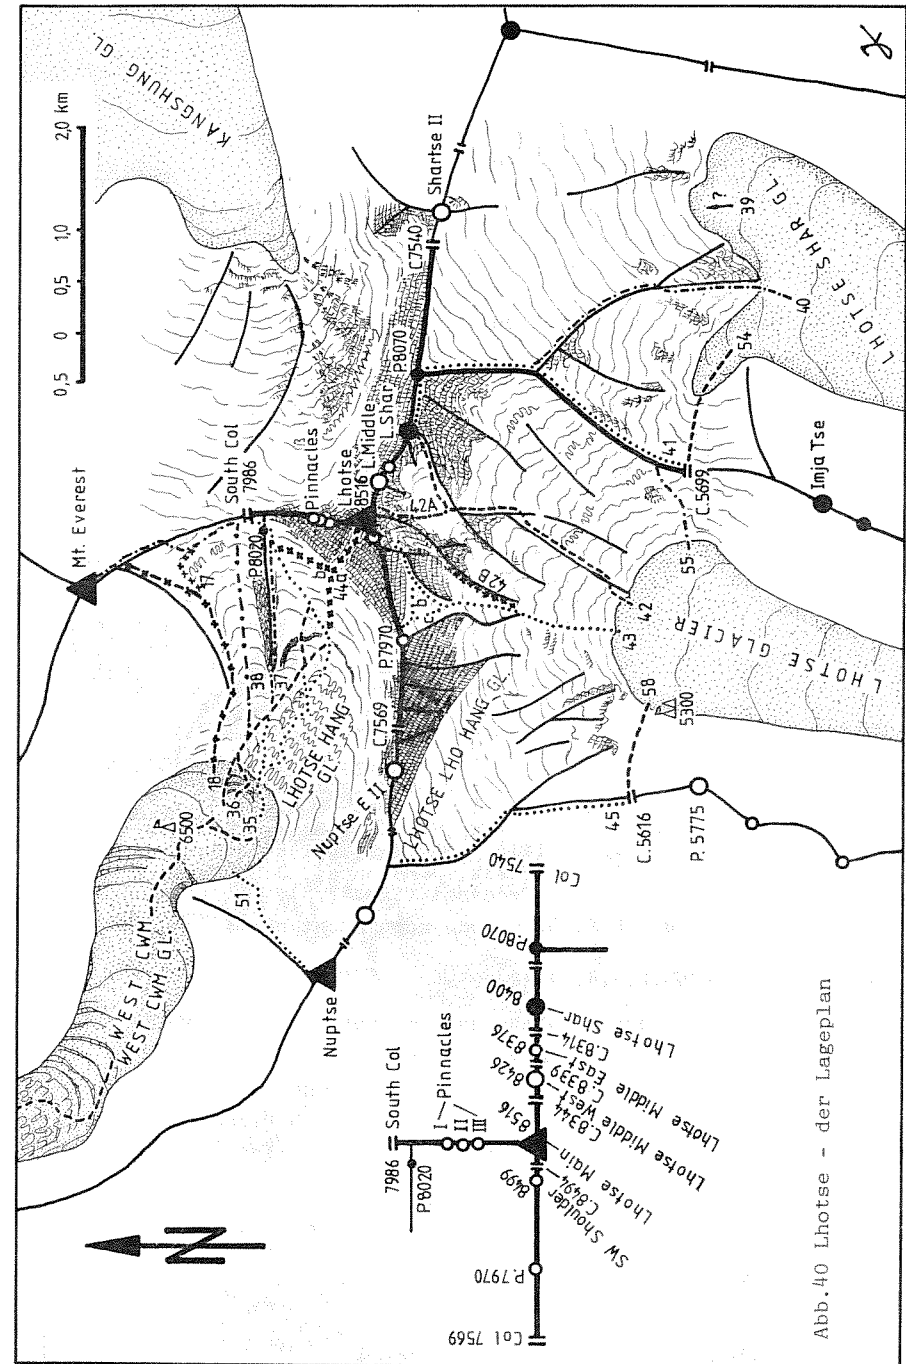 KANGSHUNG GL.
2,0 km
1,0
0,5
0
0,5
Mt. Everest
South Col
7986
Pinnacles
Lhotse
8516
L.Middle
L.Shar
P.8070
C7540
Shartse II
P8020
17
18
36
35
38
37
b
44a
LHOTSE HANG
GL.
WEST CWM
WEST CWM GL.
6500
51
Nuptse
Nuptse E II
C7569
P.7970
LHOTSE LHO HANG GL.
b
c
42A
42B
42
43
41
40
39
?
54
55
C.5699
LHOTSE SHAR GL.
Imja Tse
LHOTSE GLACIER
58
5300
45
C.5616
P. 5775
7986 South Col
P8020
I
II
III
Pinnacles
Col 7569
P.7970
8499
8516
8426
8376
8400
P.8070
7540
Col
SW Shoulder
C.8494
Lhotse Main
C.8344
Lhotse Middle West
C.8339
Lhotse Middle East
C.8314
Lhotse Shar
N
Abb.40 Lhotse - der Lageplan